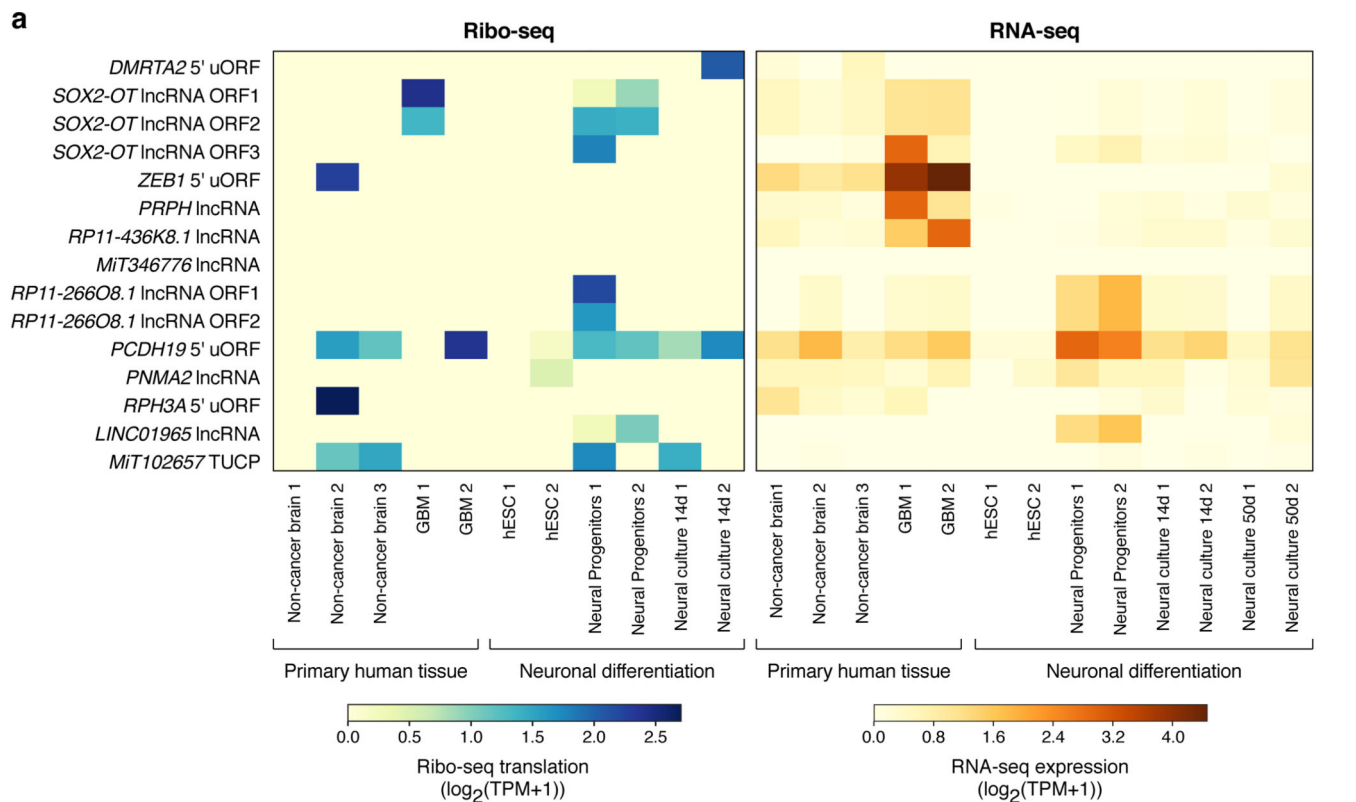 a
Ribo-seq
RNA-seq
DMRTA2 5' uORF
SOX2-OT lncRNA ORF1
SOX2-OT lncRNA ORF2
SOX2-OT lncRNA ORF3
ZEB1 5' uORF
PRPH lncRNA
RP11-436K8.1 lncRNA
MiT346776 lncRNA
RP11-266O8.1 lncRNA ORF1
RP11-266O8.1 lncRNA ORF2
PCDH19 5' uORF
PNMA2 lncRNA
RPH3A 5' uORF
LINC01965 lncRNA
MiT102657 TUCP
Non-cancer brain 1
Non-cancer brain 2
Non-cancer brain 3
GBM 1
GBM 2
hESC 1
hESC 2
Neural Progenitors 1
Neural Progenitors 2
Neural culture 14d 1
Neural culture 14d 2
Non-cancer brain1
Non-cancer brain 2
Non-cancer brain 3
GBM 1
GBM 2
hESC 1
hESC 2
Neural Progenitors 1
Neural Progenitors 2
Neural culture 14d 1
Neural culture 14d 2
Neural culture 50d 1
Neural culture 50d 2
Primary human tissue
Neuronal differentiation
Primary human tissue
Neuronal differentiation
0.0 0.5 1.0 1.5 2.0 2.5
Ribo-seq translation
(log2(TPM+1))
0.0 0.8 1.6 2.4 3.2 4.0
RNA-seq expression
(log2(TPM+1))